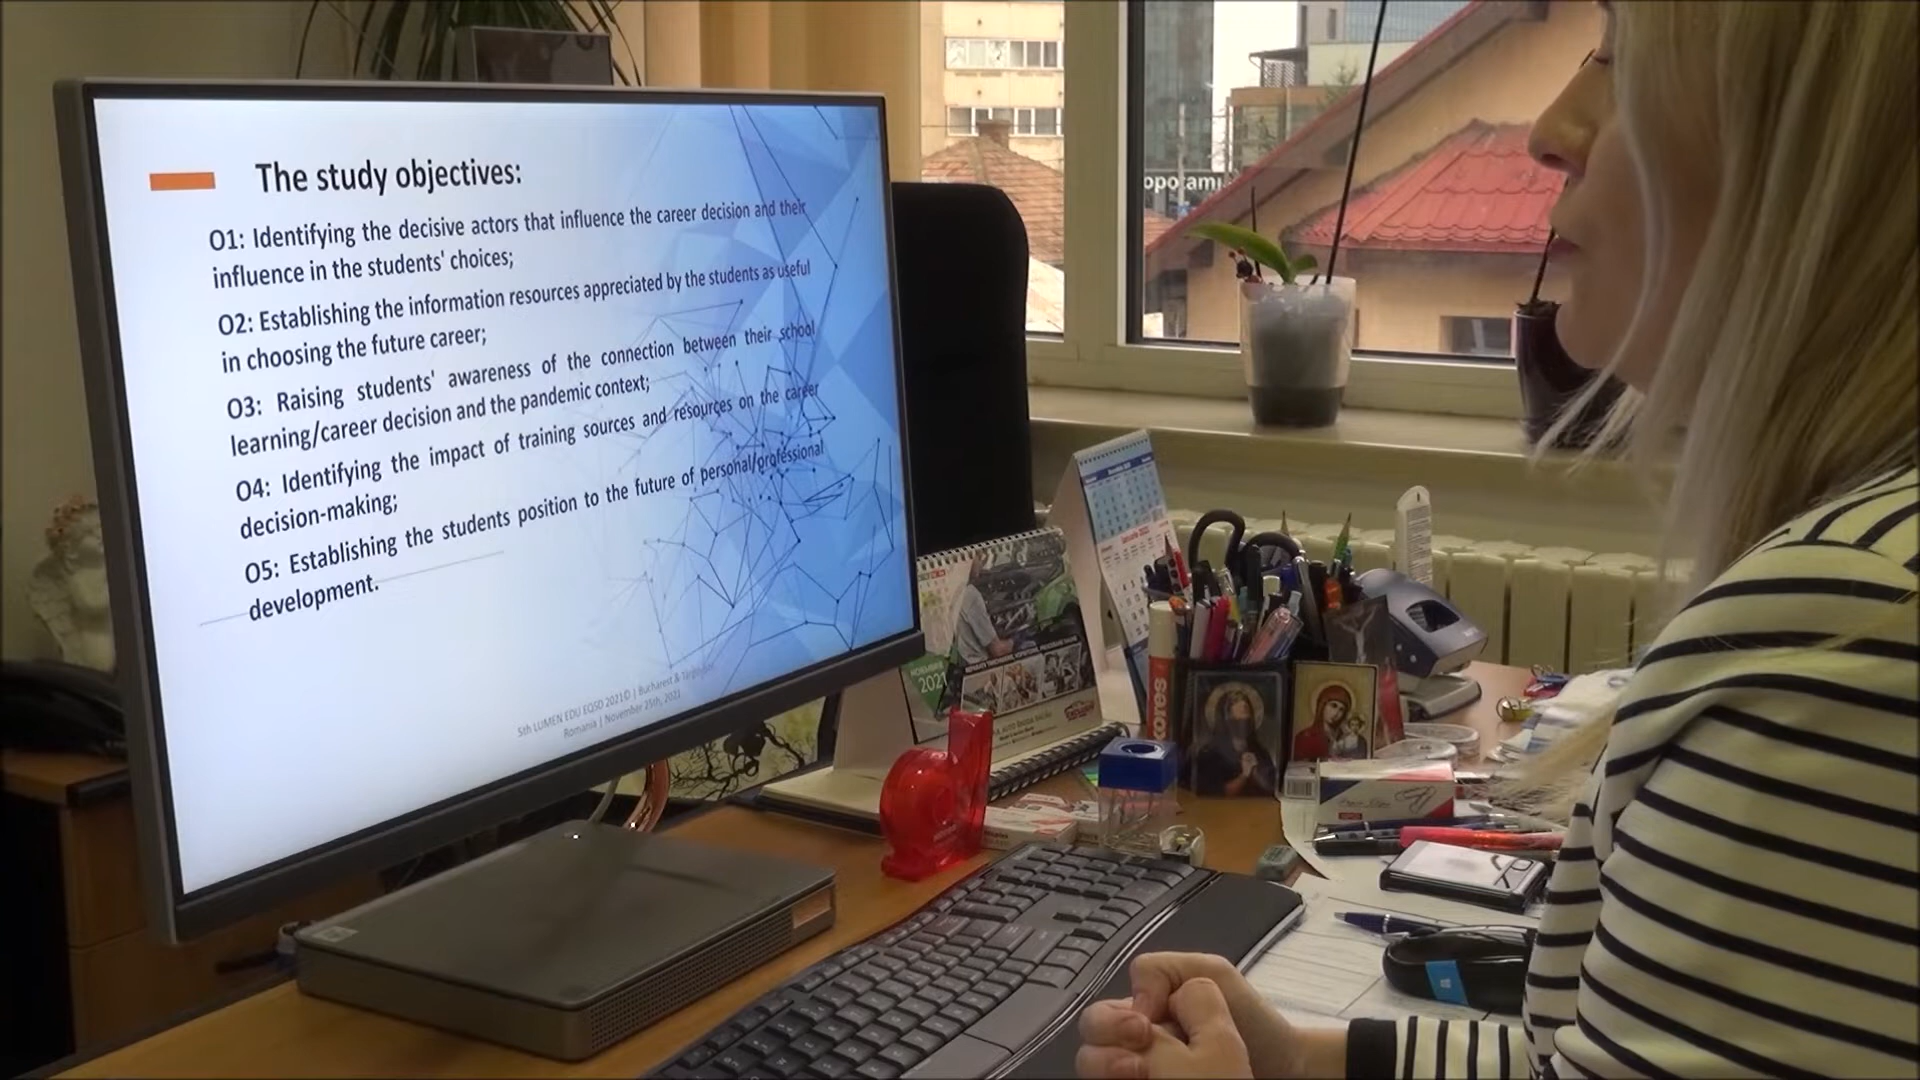 The study objectives:
O1: Identifying the decisive actors that influence the career decision and their
influence in the students' choices;
O2: Establishing the information resources appreciated by the students as useful
in choosing the future career;
O3: Raising students' awareness of the connection between their school
learning/career decision and the pandemic context;
O4: Identifying the impact of training sources and resources on the career
decision-making;
O5: Establishing the students position to the future of personal/professional
development.
5th LUMEN EDU EQSD 2021© | Bucharest &
Romania | November 25th, 2021
opotami
2021
kores